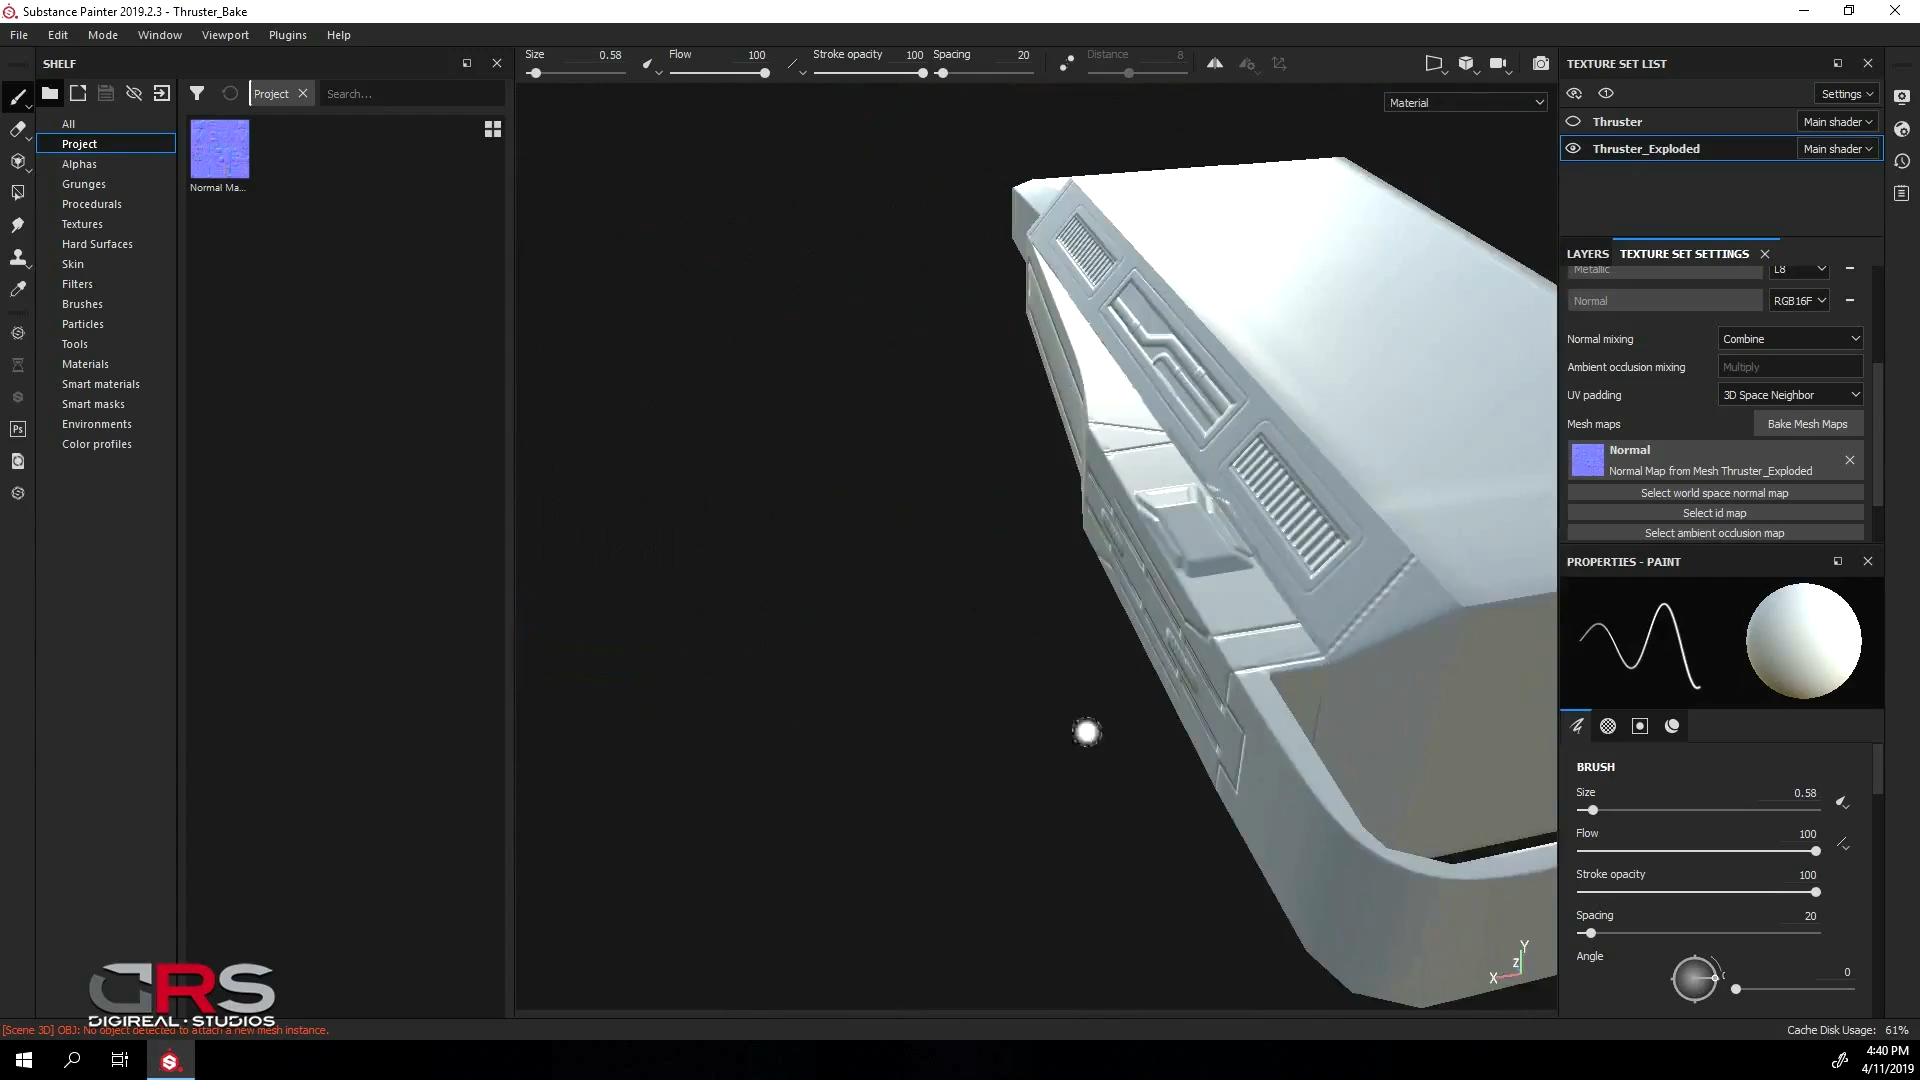 Substance Painter 2019.2.3 - Thruster_Bake
File Edit Mode Window Viewport Plugins Help
SHELF
Size 0.58 Flow 100 Stroke opacity 100 Spacing 20 Distance 8
TEXTURE SET LIST
Project Search...
Material
Settings
All
Project
Alphas
Grunges
Procedurals
Textures
Hard Surfaces
Skin
Filters
Brushes
Particles
Tools
Materials
Smart materials
Smart masks
Environments
Color profiles
Normal Ma...
Thruster Main shader
Thruster_Exploded Main shader
LAYERS TEXTURE SET SETTINGS
Metallic L8
Normal RGB16F
Normal mixing Combine
Ambient occlusion mixing Multiply
UV padding 3D Space Neighbor
Mesh maps Bake Mesh Maps
Normal
Normal Map from Mesh Thruster_Exploded
Select world space normal map
Select id map
Select ambient occlusion map
PROPERTIES - PAINT
BRUSH
Size 0.58
Flow 100
Stroke opacity 100
Spacing 20
Angle 0
Y
Z
X
Ps
DRS
DIGIREAL·STUDIOS
[Scene 3D] OBJ: No object detected to attach a new mesh instance.
Cache Disk Usage: 61%
4:40 PM
4/11/2019